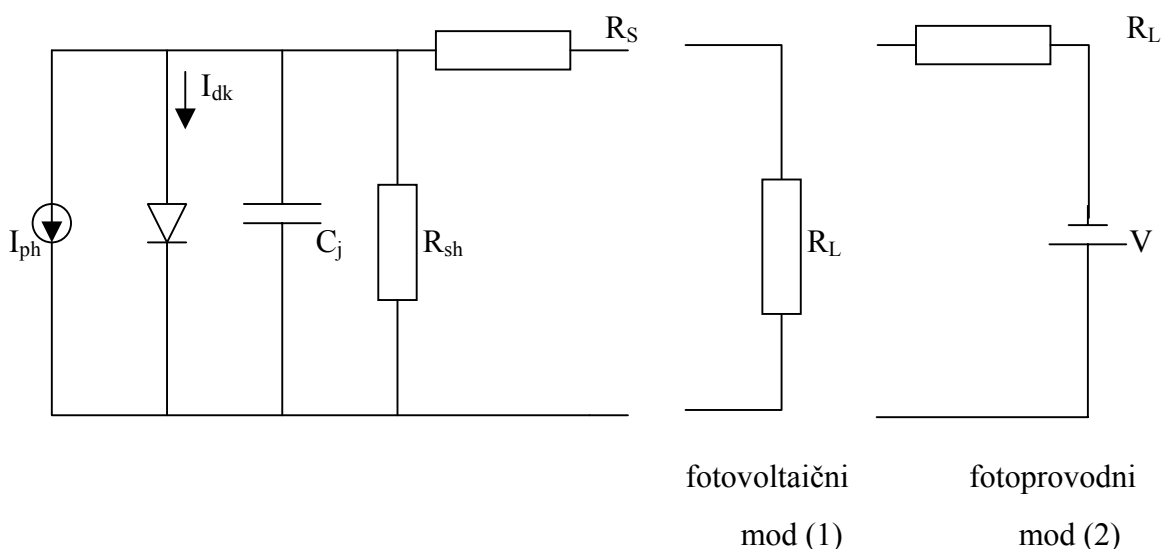 R_S
R_L
I_dk
I_ph
C_j
R_sh
R_L
V
fotovoltaični
mod (1)
fotoprovodni
mod (2)